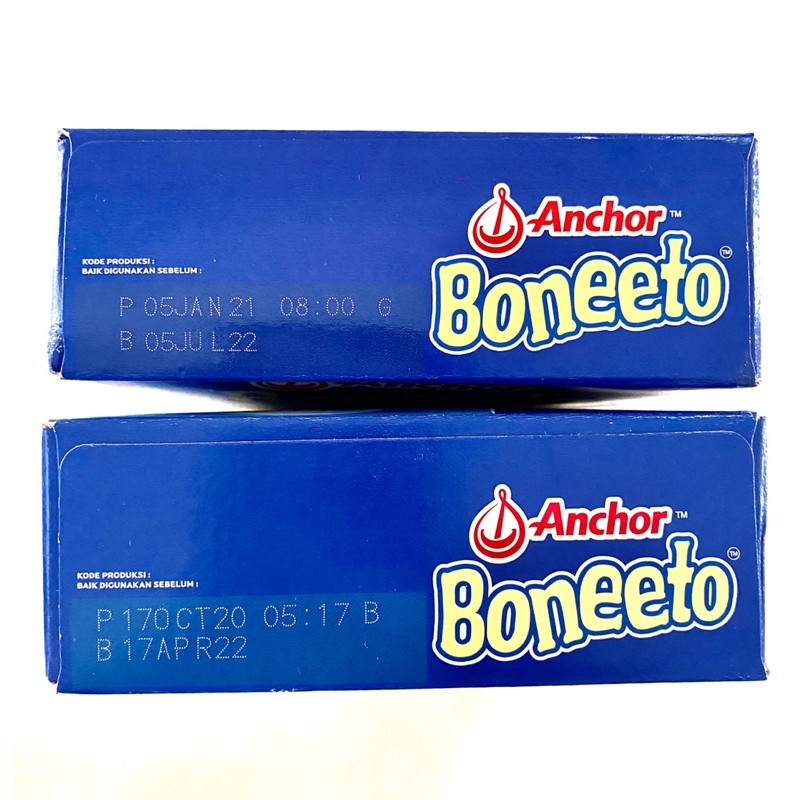 Anchor™
Boneeto™
KODE PRODUKSI :
BAIK DIGUNAKAN SEBELUM :
P 05JAN21 08:00 G
B 05JUL22
Anchor™
Boneeto™
KODE PRODUKSI :
BAIK DIGUNAKAN SEBELUM :
P 17OCT20 05:17 B
B 17APR22